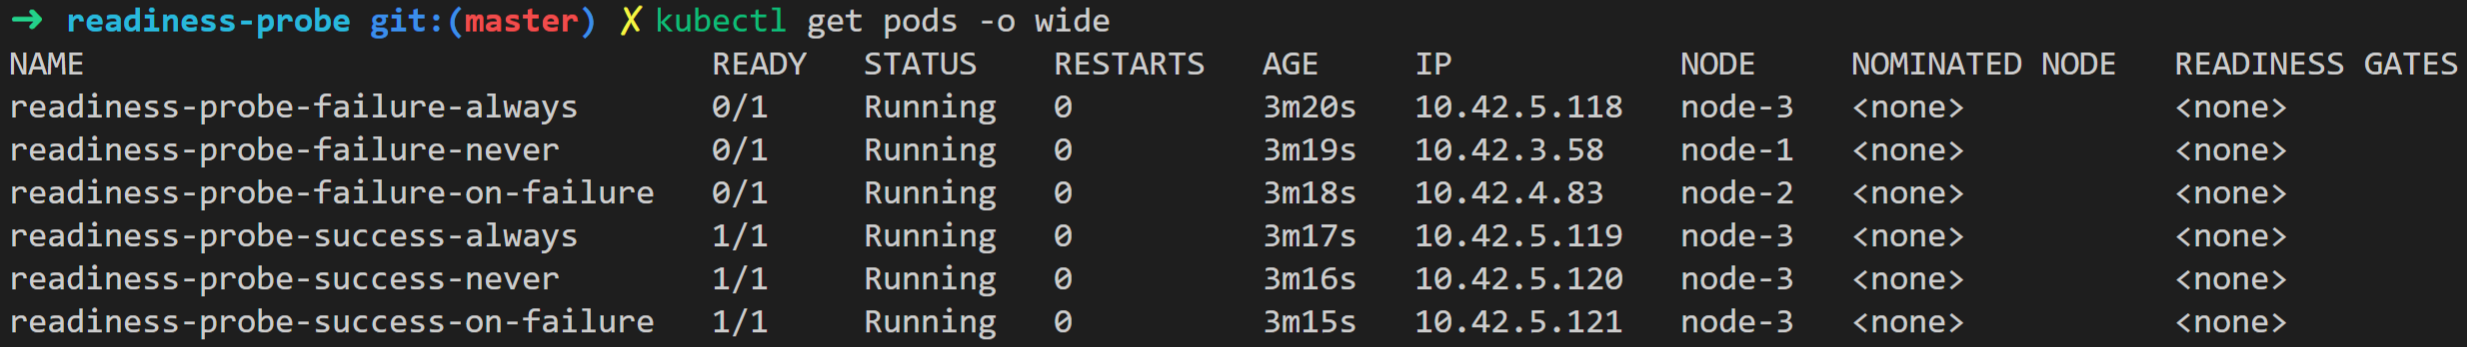 ➜ readiness-probe git:(master) ✗ kubectl get pods -o wide
NAME READY STATUS RESTARTS AGE IP NODE NOMINATED NODE READINESS GATES
readiness-probe-failure-always 0/1 Running 0 3m20s 10.42.5.118 node-3 <none> <none>
readiness-probe-failure-never 0/1 Running 0 3m19s 10.42.3.58 node-1 <none> <none>
readiness-probe-failure-on-failure 0/1 Running 0 3m18s 10.42.4.83 node-2 <none> <none>
readiness-probe-success-always 1/1 Running 0 3m17s 10.42.5.119 node-3 <none> <none>
readiness-probe-success-never 1/1 Running 0 3m16s 10.42.5.120 node-3 <none> <none>
readiness-probe-success-on-failure 1/1 Running 0 3m15s 10.42.5.121 node-3 <none> <none>